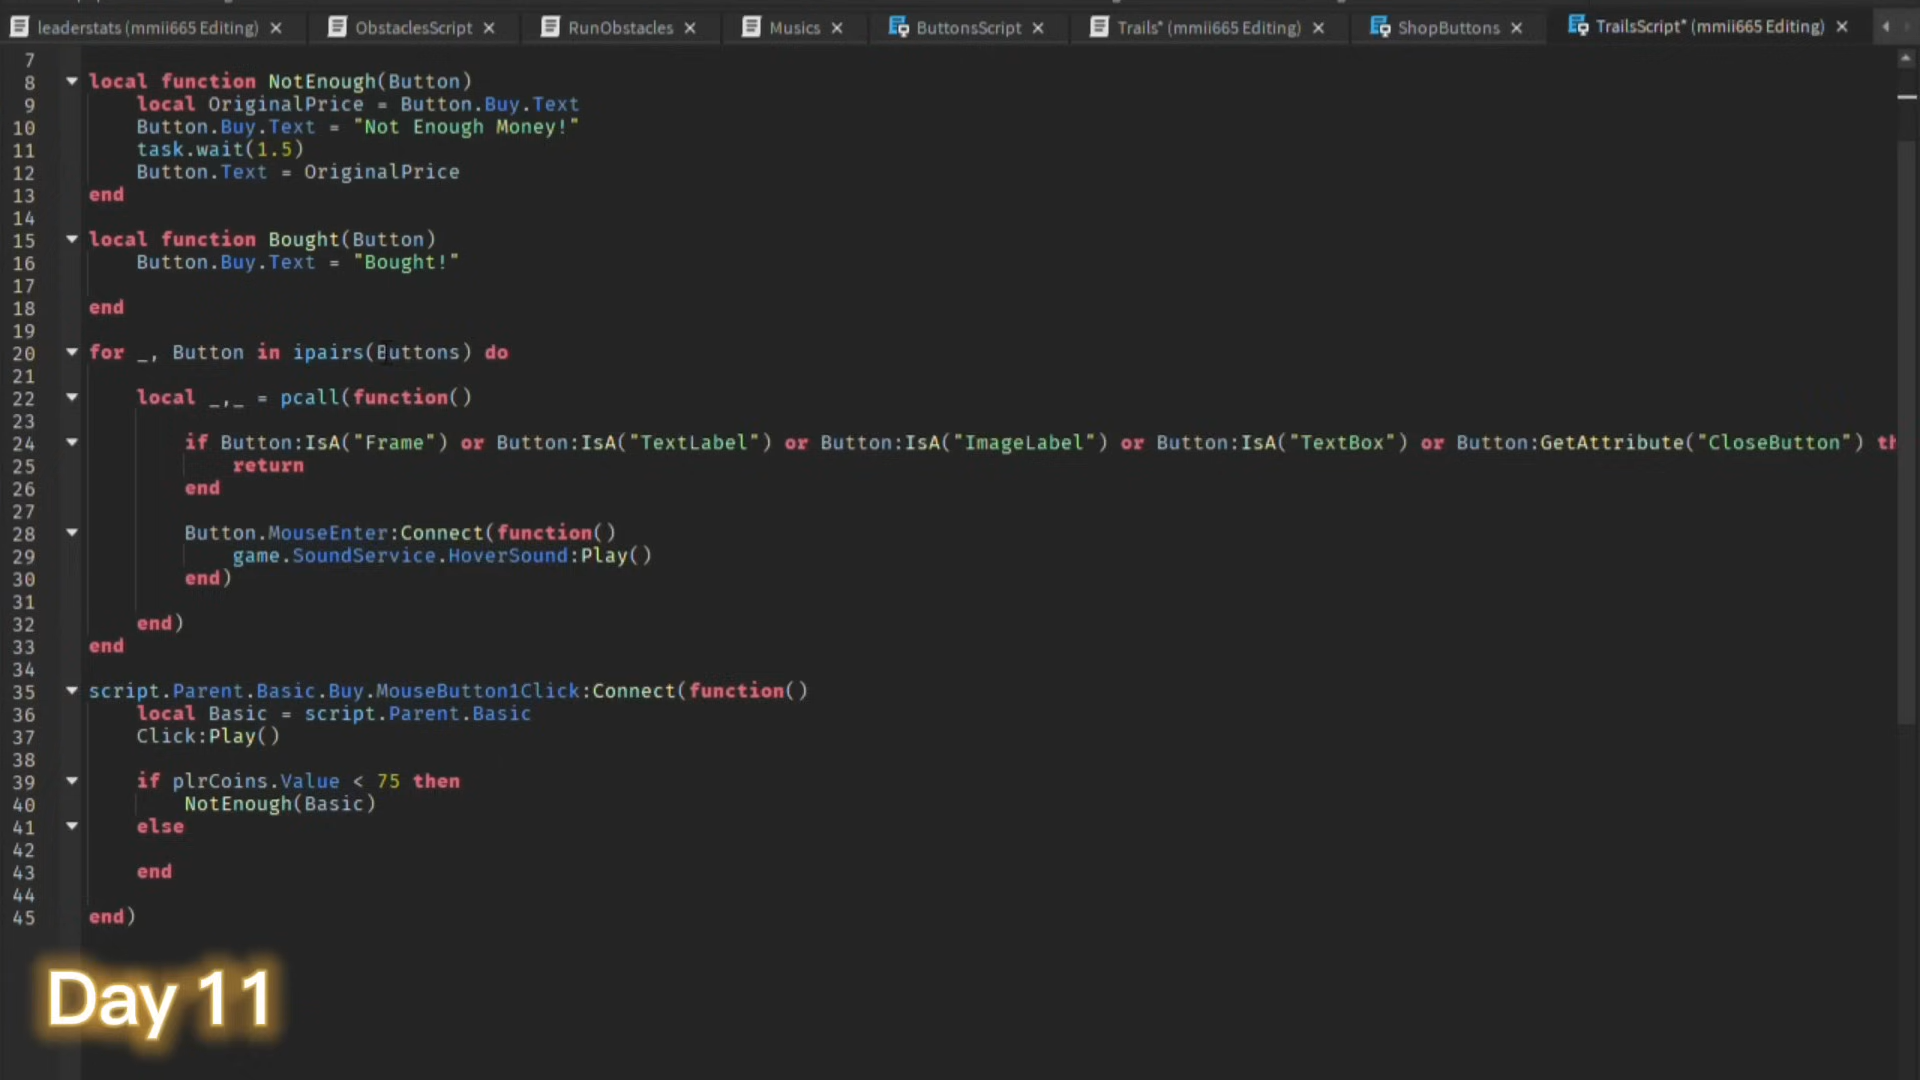 leaderstats (mmii665 Editing) ObstaclesScript RunObstacles Musics ButtonsScript Trails* (mmii665 Editing) ShopButtons TrailsScript* (mmii665 Editing)
7
8 local function NotEnough(Button)
9 local OriginalPrice = Button.Buy.Text
10 Button.Buy.Text = "Not Enough Money!"
11 task.wait(1.5)
12 Button.Text = OriginalPrice
13 end
14
15 local function Bought(Button)
16 Button.Buy.Text = "Bought!"
17
18 end
19
20 for _, Button in ipairs(Buttons) do
21
22 local _,_ = pcall(function()
23
24 if Button:IsA("Frame") or Button:IsA("TextLabel") or Button:IsA("ImageLabel") or Button:IsA("TextBox") or Button:GetAttribute("CloseButton") th
25 return
26 end
27
28 Button.MouseEnter:Connect(function()
29 game.SoundService.HoverSound:Play()
30 end)
31
32 end)
33 end
34
35 script.Parent.Basic.Buy.MouseButton1Click:Connect(function()
36 local Basic = script.Parent.Basic
37 Click:Play()
38
39 if plrCoins.Value < 75 then
40 NotEnough(Basic)
41 else
42
43 end
44
45 end)
Day 11